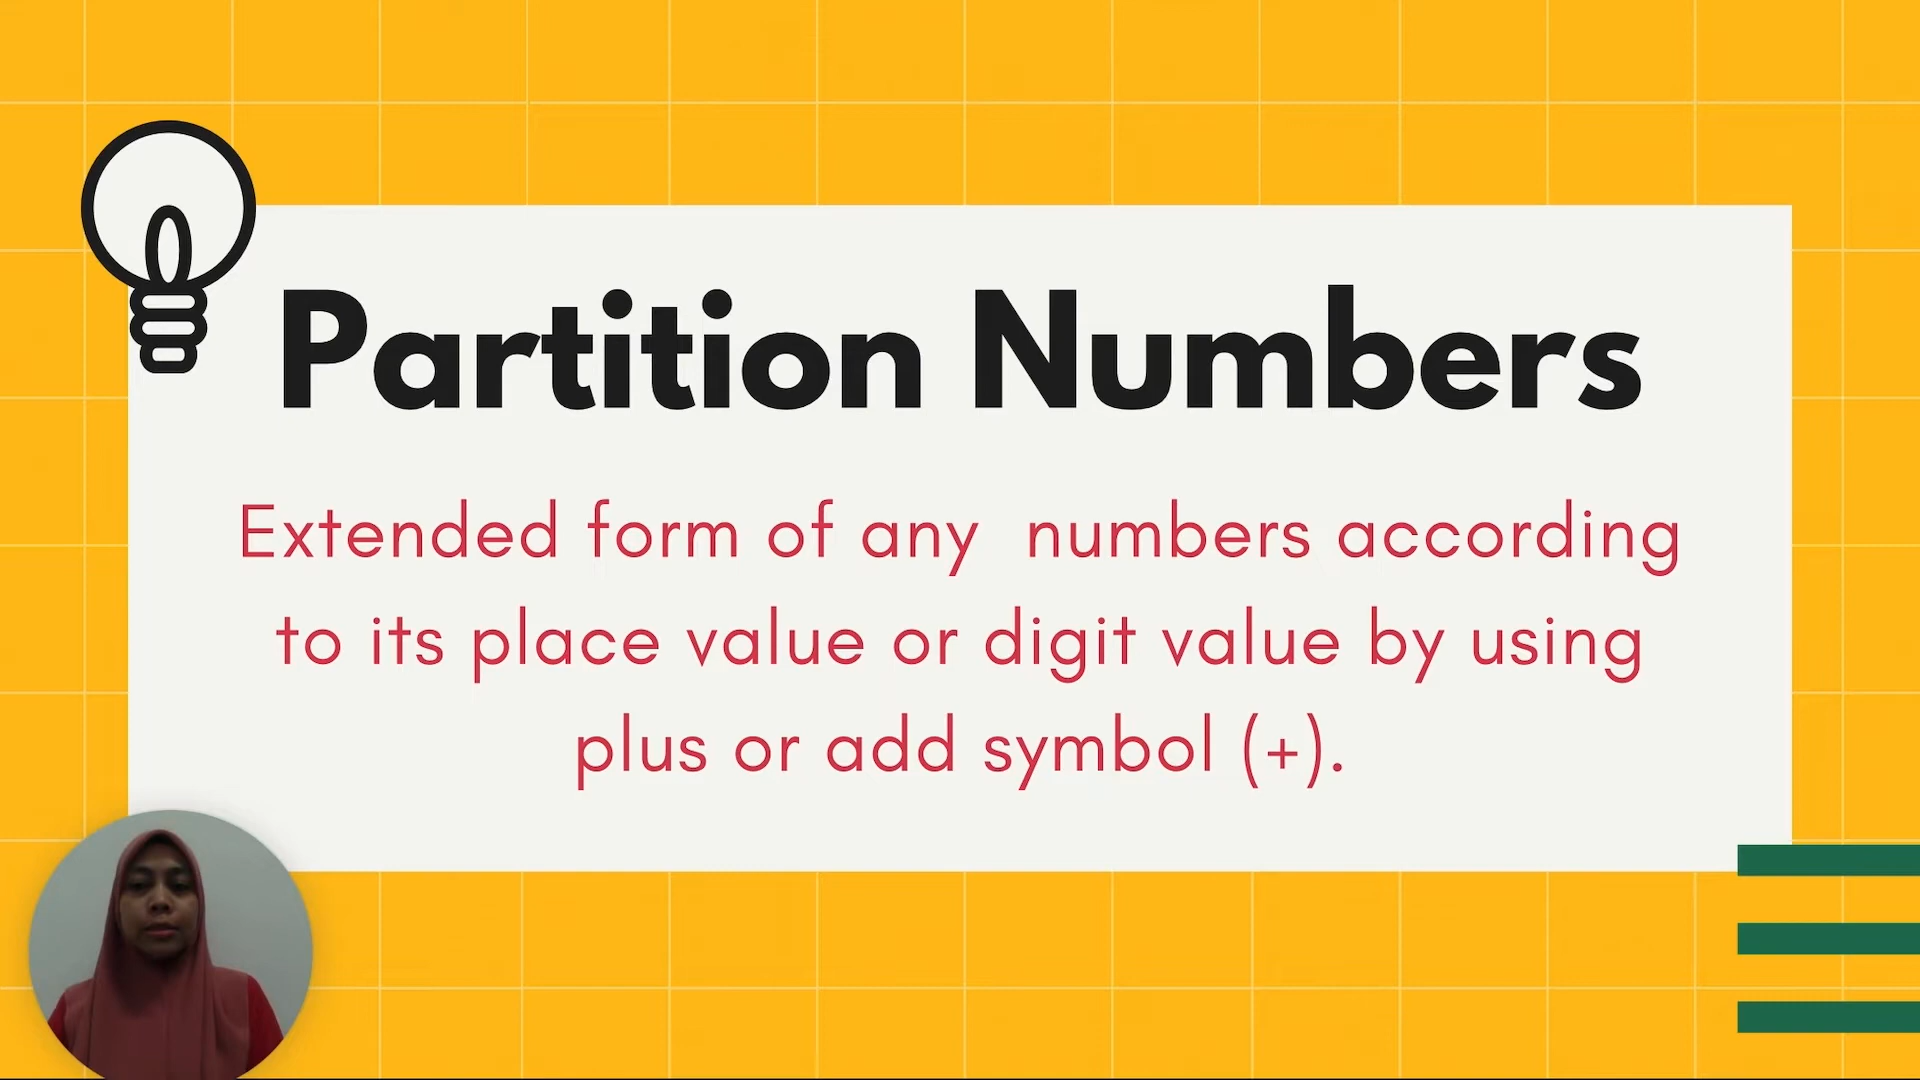 Partition Numbers
Extended form of any numbers according
to its place value or digit value by using
plus or add symbol (+).